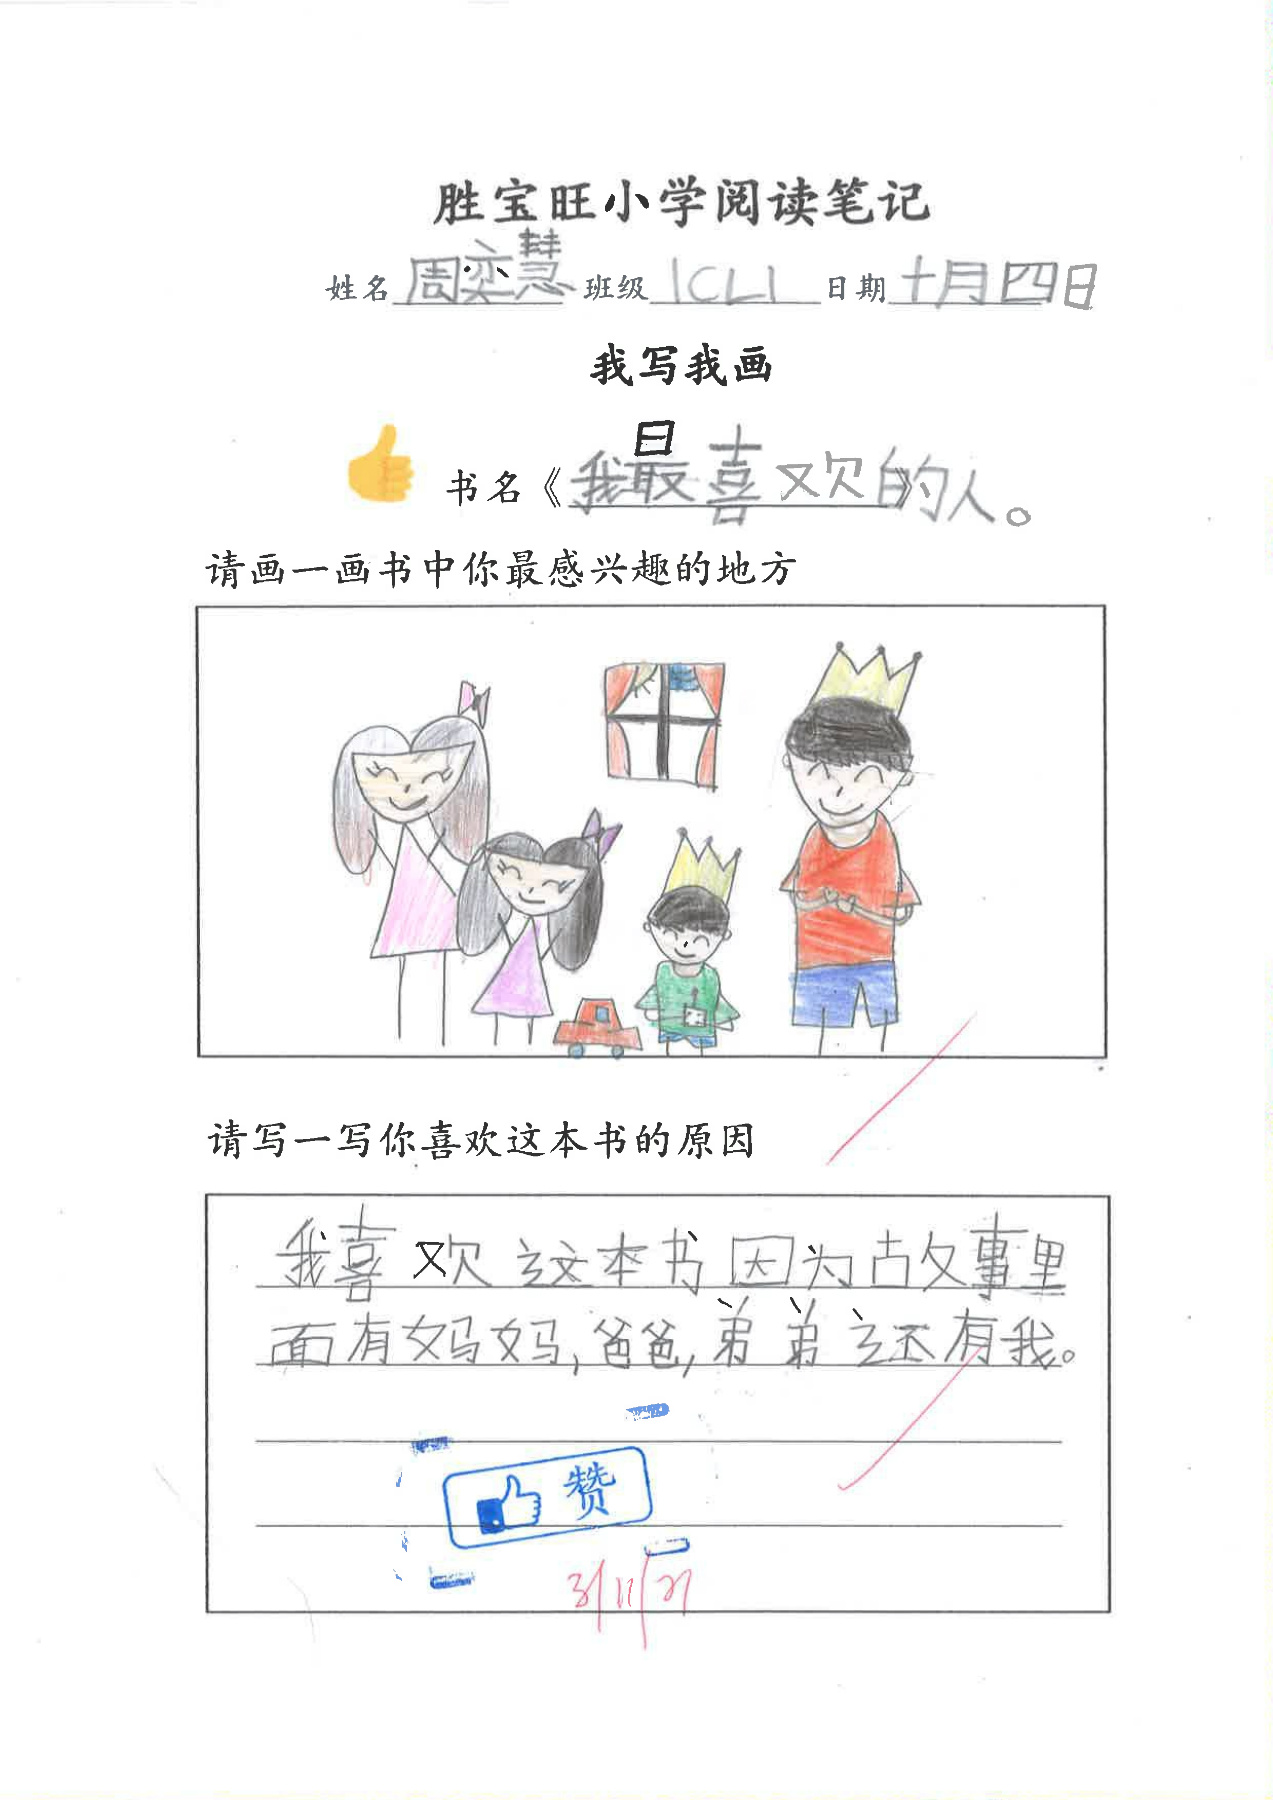 胜宝旺小学阅读笔记
姓名 周奕慧 班级 1CL1 日期 十月四日
我写我画
书名《我最喜欢的人。》
请画一画书中你最感兴趣的地方
请写一写你喜欢这本书的原因
我喜欢这本书因为故事里
面有妈妈,爸爸,弟弟还有我。
赞
3/11/21